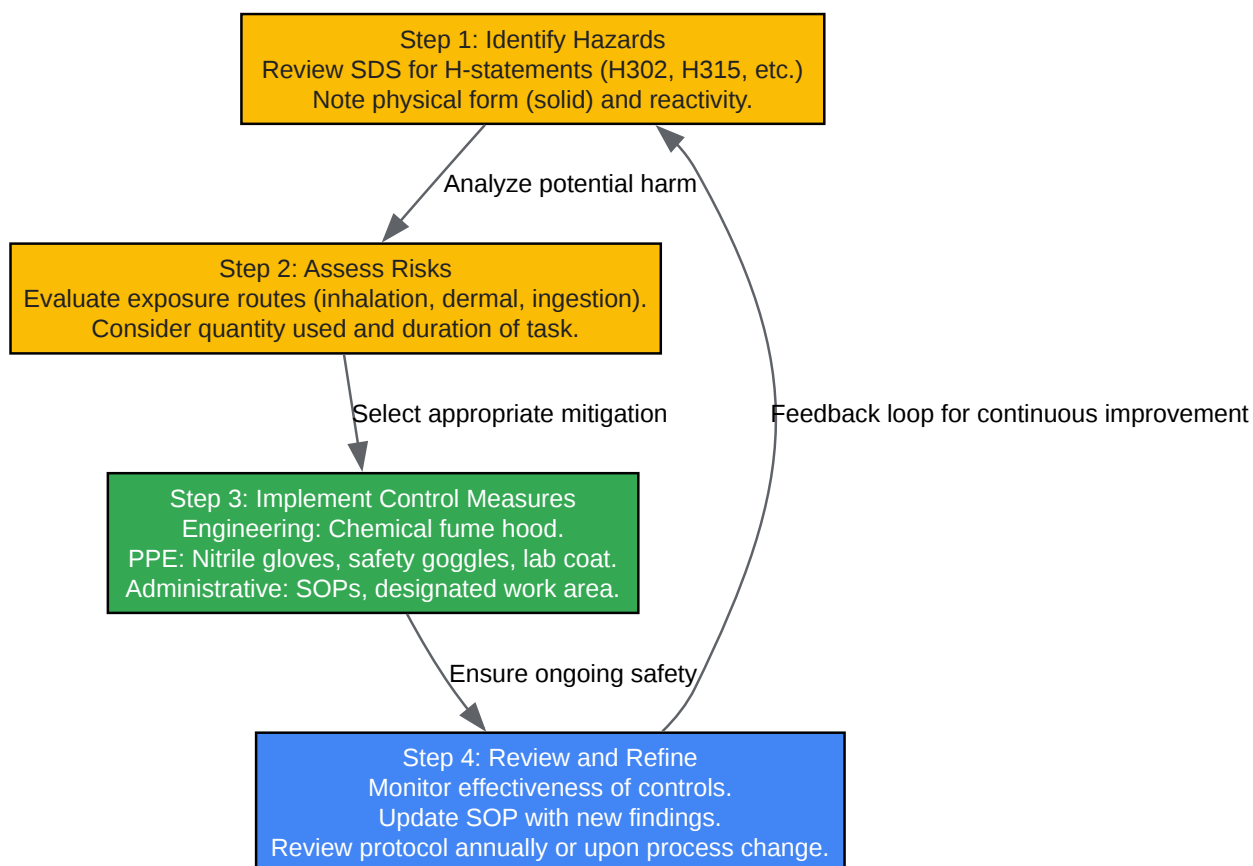 Step 1: Identify Hazards
Review SDS for H-statements (H302, H315, etc.)
Note physical form (solid) and reactivity.
Analyze potential harm
Step 2: Assess Risks
Evaluate exposure routes (inhalation, dermal, ingestion).
Consider quantity used and duration of task.
Select appropriate mitigation
Feedback loop for continuous improvement
Step 3: Implement Control Measures
Engineering: Chemical fume hood.
PPE: Nitrile gloves, safety goggles, lab coat.
Administrative: SOPs, designated work area.
Ensure ongoing safety
Step 4: Review and Refine
Monitor effectiveness of controls.
Update SOP with new findings.
Review protocol annually or upon process change.